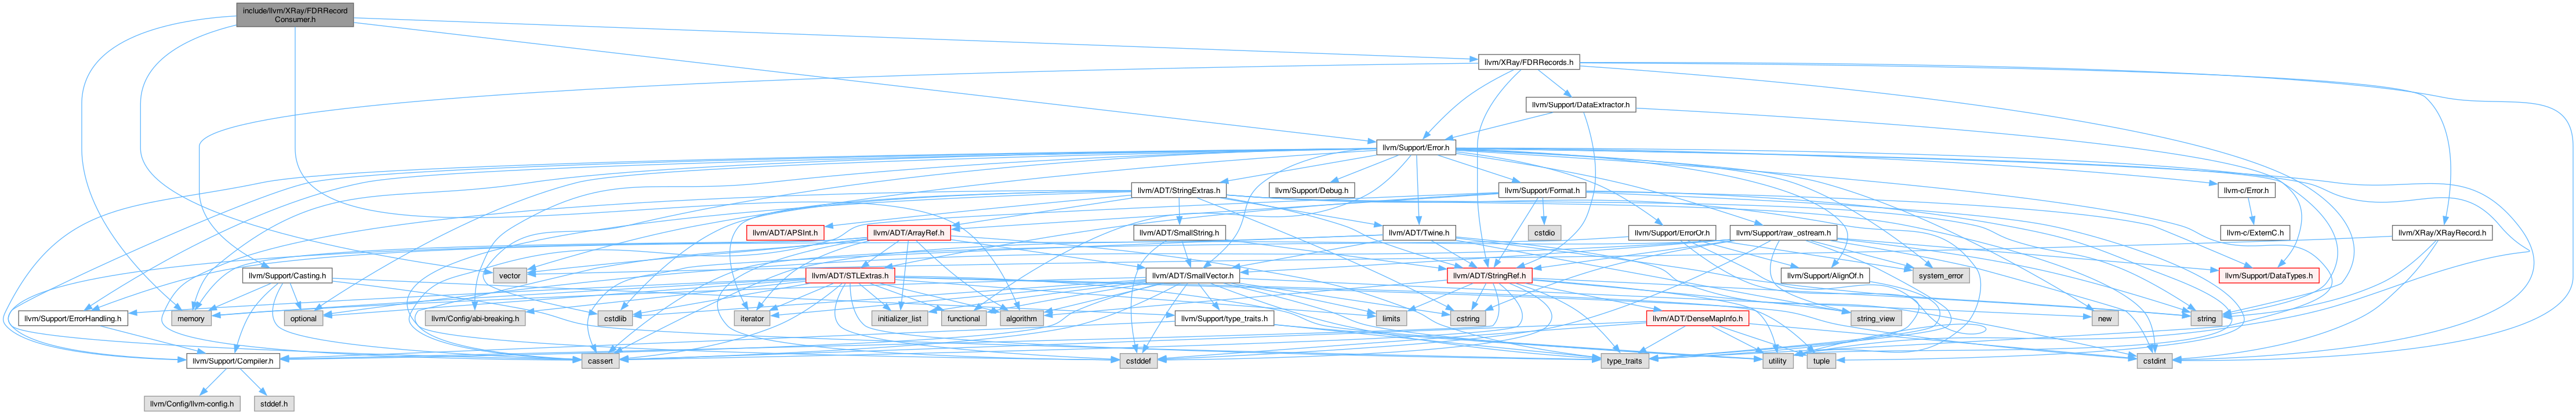 include/llvm/XRay/FDRRecord
Consumer.h
llvm/XRay/FDRRecords.h
llvm/Support/DataExtractor.h
llvm/Support/Error.h
llvm/ADT/StringExtras.h
llvm/Support/Debug.h
llvm/Support/Format.h
llvm-c/Error.h
llvm/ADT/APSInt.h
llvm/ADT/ArrayRef.h
llvm/ADT/SmallString.h
cstdio
llvm/ADT/Twine.h
llvm/Support/ErrorOr.h
llvm/Support/raw_ostream.h
llvm-c/ExternC.h
llvm/XRay/XRayRecord.h
llvm/Support/Casting.h
vector
llvm/ADT/STLExtras.h
llvm/ADT/SmallVector.h
llvm/ADT/StringRef.h
llvm/Support/AlignOf.h
system_error
llvm/Support/DataTypes.h
llvm/Support/ErrorHandling.h
memory
optional
llvm/Config/abi-breaking.h
cstdlib
iterator
initializer_list
functional
algorithm
llvm/Support/type_traits.h
limits
cstring
llvm/ADT/DenseMapInfo.h
string_view
new
string
llvm/Support/Compiler.h
cassert
cstddef
type_traits
utility
tuple
cstdint
llvm/Config/llvm-config.h
stddef.h